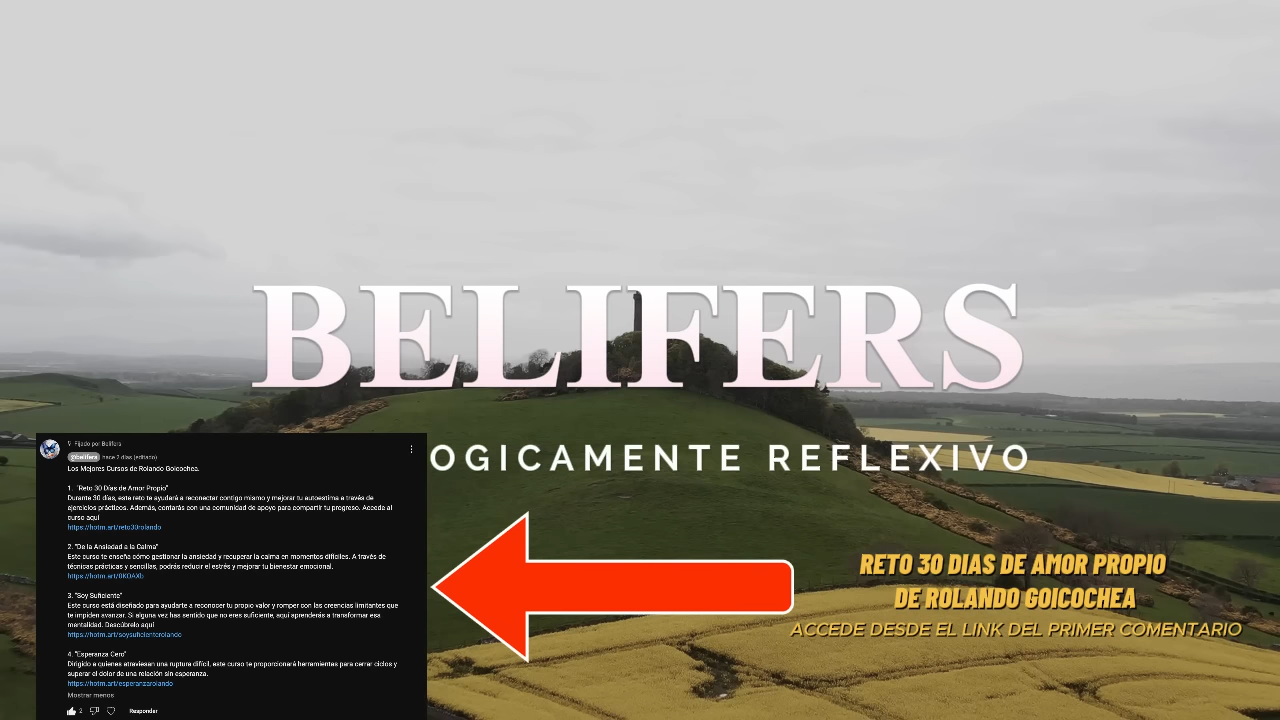 BELIFERS
OGICAMENTE REFLEXIVO
Fijado por Belifers
@belifers hace 2 días (editado)
Los Mejores Cursos de Rolando Goicochea.
1. "Reto 30 Días de Amor Propio"
Durante 30 días, este reto te ayudará a reconectar contigo mismo y mejorar tu autoestima a través de
ejercicios prácticos. Además, contarás con una comunidad de apoyo para compartir tu progreso. Accede al
curso aquí
https://hotm.art/reto30rolando
2. "De la Ansiedad a la Calma"
Este curso te enseña cómo gestionar la ansiedad y recuperar la calma en momentos difíciles. A través de
técnicas prácticas y sencillas, podrás reducir el estrés y mejorar tu bienestar emocional.
3. "Soy Suficiente"
Este curso está diseñado para ayudarte a reconocer tu propio valor y romper con las creencias limitantes que
te impiden avanzar. Si alguna vez has sentido que no eres suficiente, aquí aprenderás a transformar esa
mentalidad. Descúbrelo aquí
https://hotm.art/soysuficienterolando
4. "Esperanza Cero"
Dirigido a quienes atraviesan una ruptura difícil, este curso te proporcionará herramientas para cerrar ciclos y
superar el dolor de una relación sin esperanza.
https://hotm.art/esperanzarolando
Mostrar menos
2 Responder
RETO 30 DIAS DE AMOR PROPIO
DE ROLANDO GOICOCHEA
ACCEDE DESDE EL LINK DEL PRIMER COMENTARIO